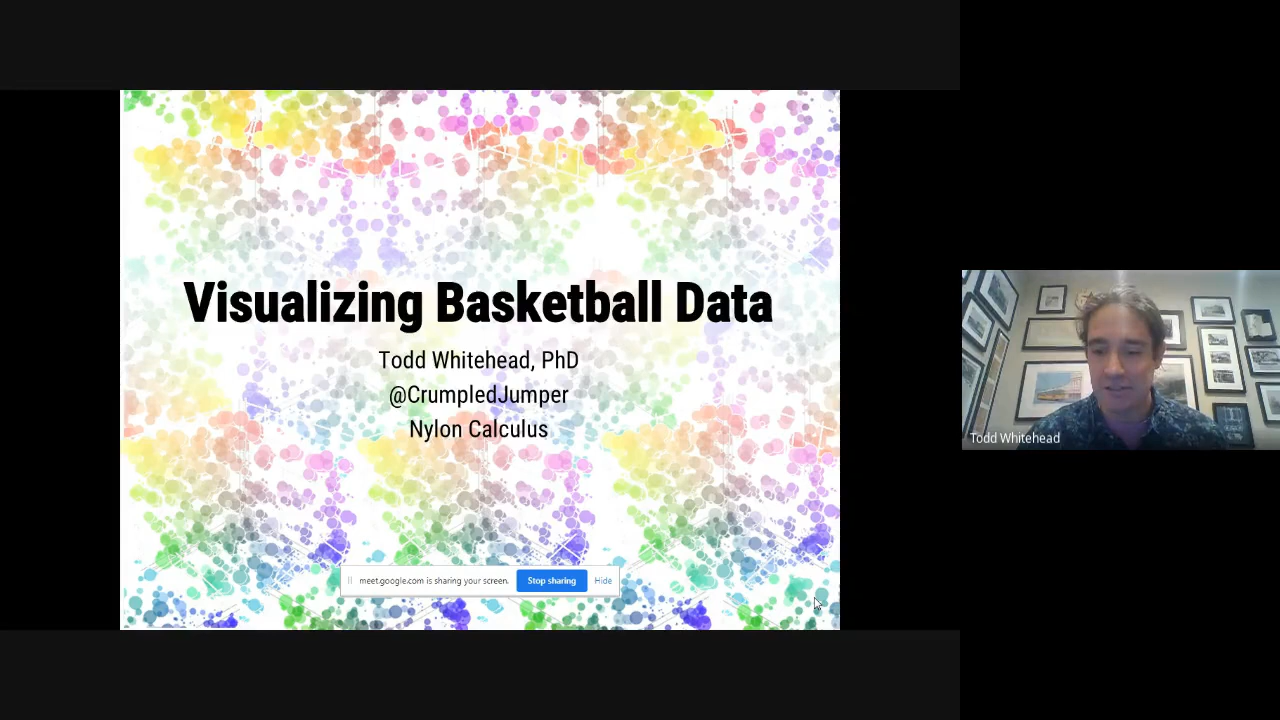 Visualizing Basketball Data
Todd Whitehead, PhD
@CrumpledJumper
Nylon Calculus
meet.google.com is sharing your screen.
Stop sharing
Hide
Todd Whitehead